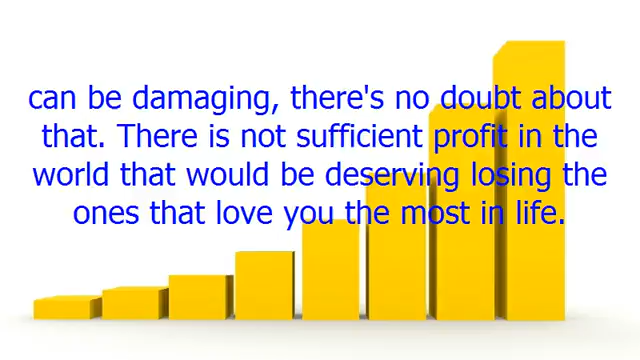 can be damaging, there's no doubt about
that. There is not sufficient profit in the
world that would be deserving losing the
ones that love you the most in life.